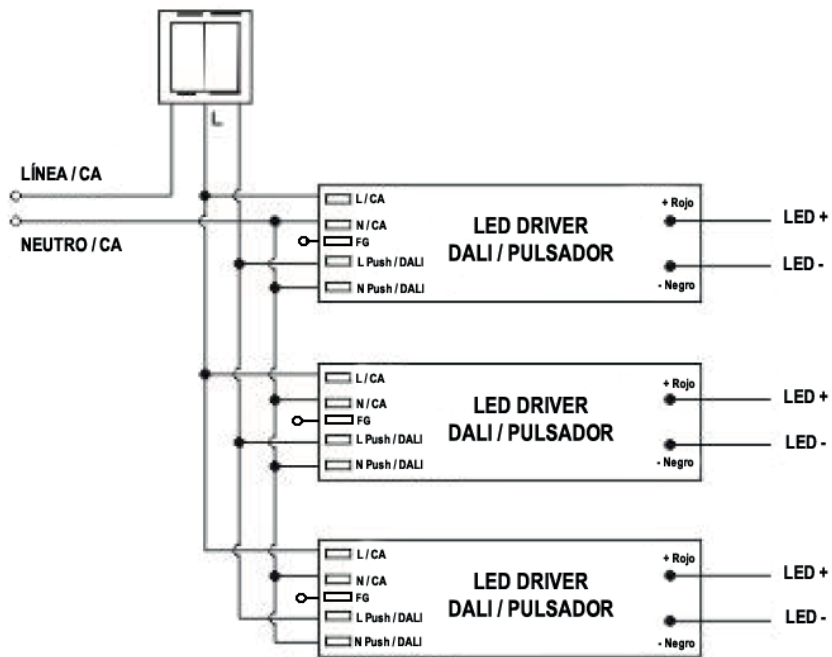 L
LÍNEA / CA
NEUTRO / CA
L / CA
N / CA
FG
L Push / DALI
N Push / DALI
LED DRIVER
DALI / PULSADOR
+ Rojo
- Negro
LED +
LED -
L / CA
N / CA
FG
L Push / DALI
N Push / DALI
LED DRIVER
DALI / PULSADOR
+ Rojo
- Negro
LED +
LED -
L / CA
N / CA
FG
L Push / DALI
N Push / DALI
LED DRIVER
DALI / PULSADOR
+ Rojo
- Negro
LED +
LED -